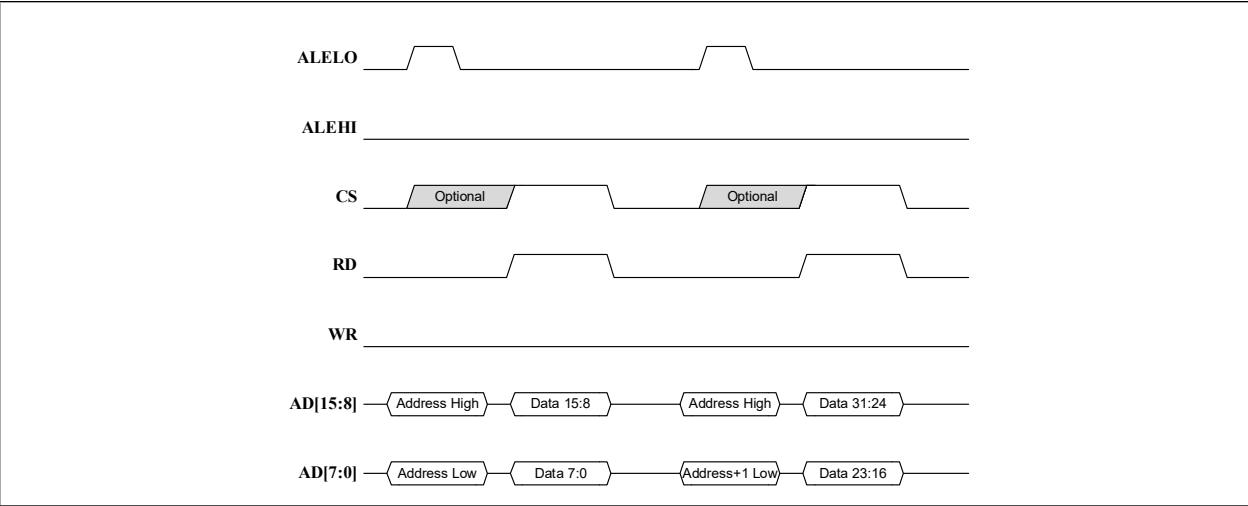 ALELO
ALEHI
CS Optional Optional
RD
WR
AD[15:8] Address High Data 15:8 Address High Data 31:24
AD[7:0] Address Low Data 7:0 Address+1 Low Data 23:16